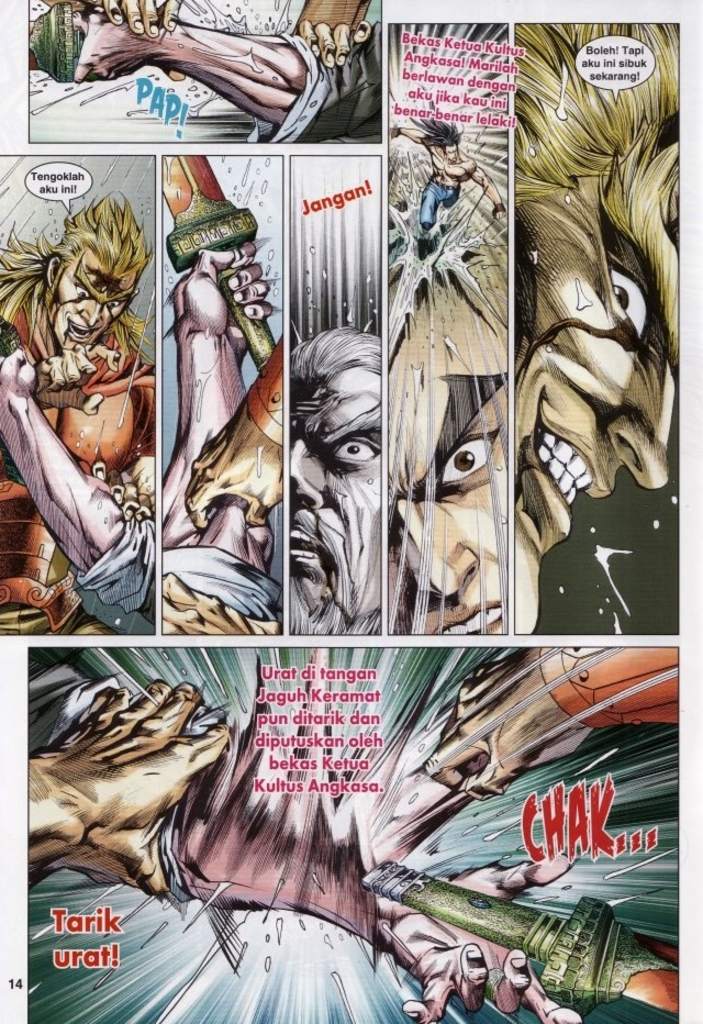 PAP!
Tengoklah
aku ini!
Jangan!
Bekas Ketua Kultus
Angkasa! Marilah
berlawan dengan
aku jika kau ini
benar-benar lelaki!
Boleh! Tapi
aku sibuk
sekarang!
Urat di tangan
Jaguh Keramat
pun ditarik dan
diputuskan oleh
bekas Ketua
Kultus Angkasa.
CHAK...
Tarik
urat!
14